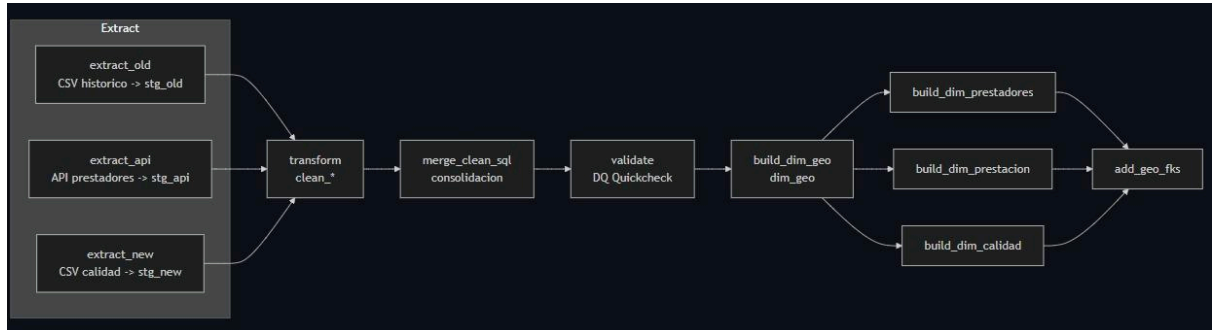 Extract
extract_old
CSV historico -> stg_old
extract_api
API prestadores -> stg_api
extract_new
CSV calidad -> stg_new
transform
clean_*
merge_clean_sql
consolidacion
validate
DQ Quickcheck
build_dim_geo
dim_geo
build_dim_prestadores
build_dim_prestacion
build_dim_calidad
add_geo_fks